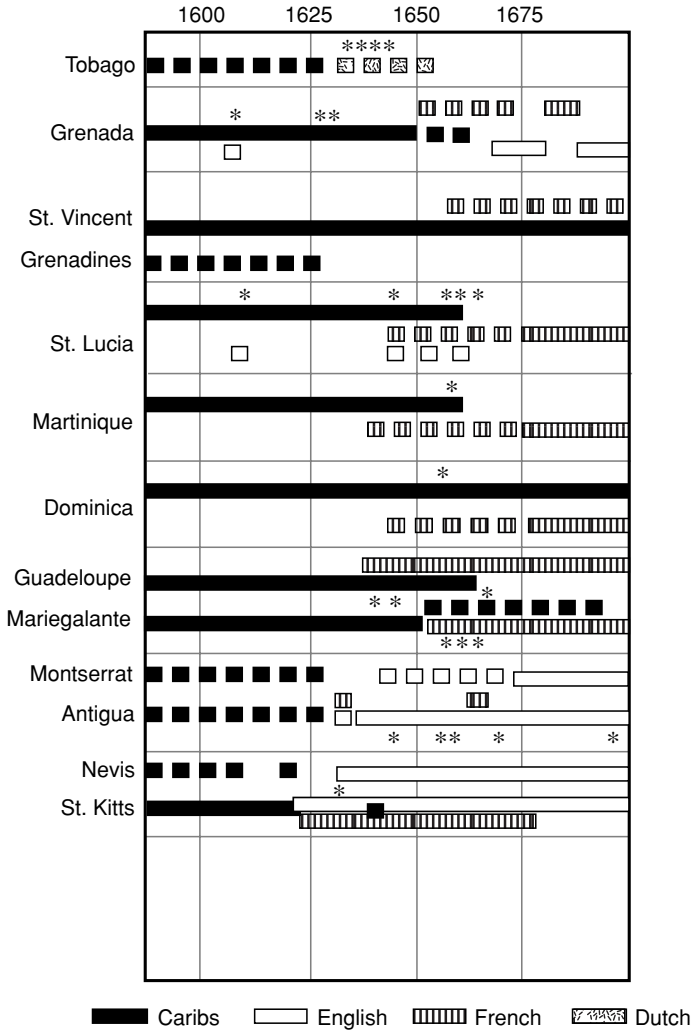 1600 1625 1650 1675
Tobago
Grenada
St. Vincent
Grenadines
St. Lucia
Martinique
Dominica
Guadeloupe
Mariegalante
Montserrat
Antigua
Nevis
St. Kitts
Caribs English French Dutch